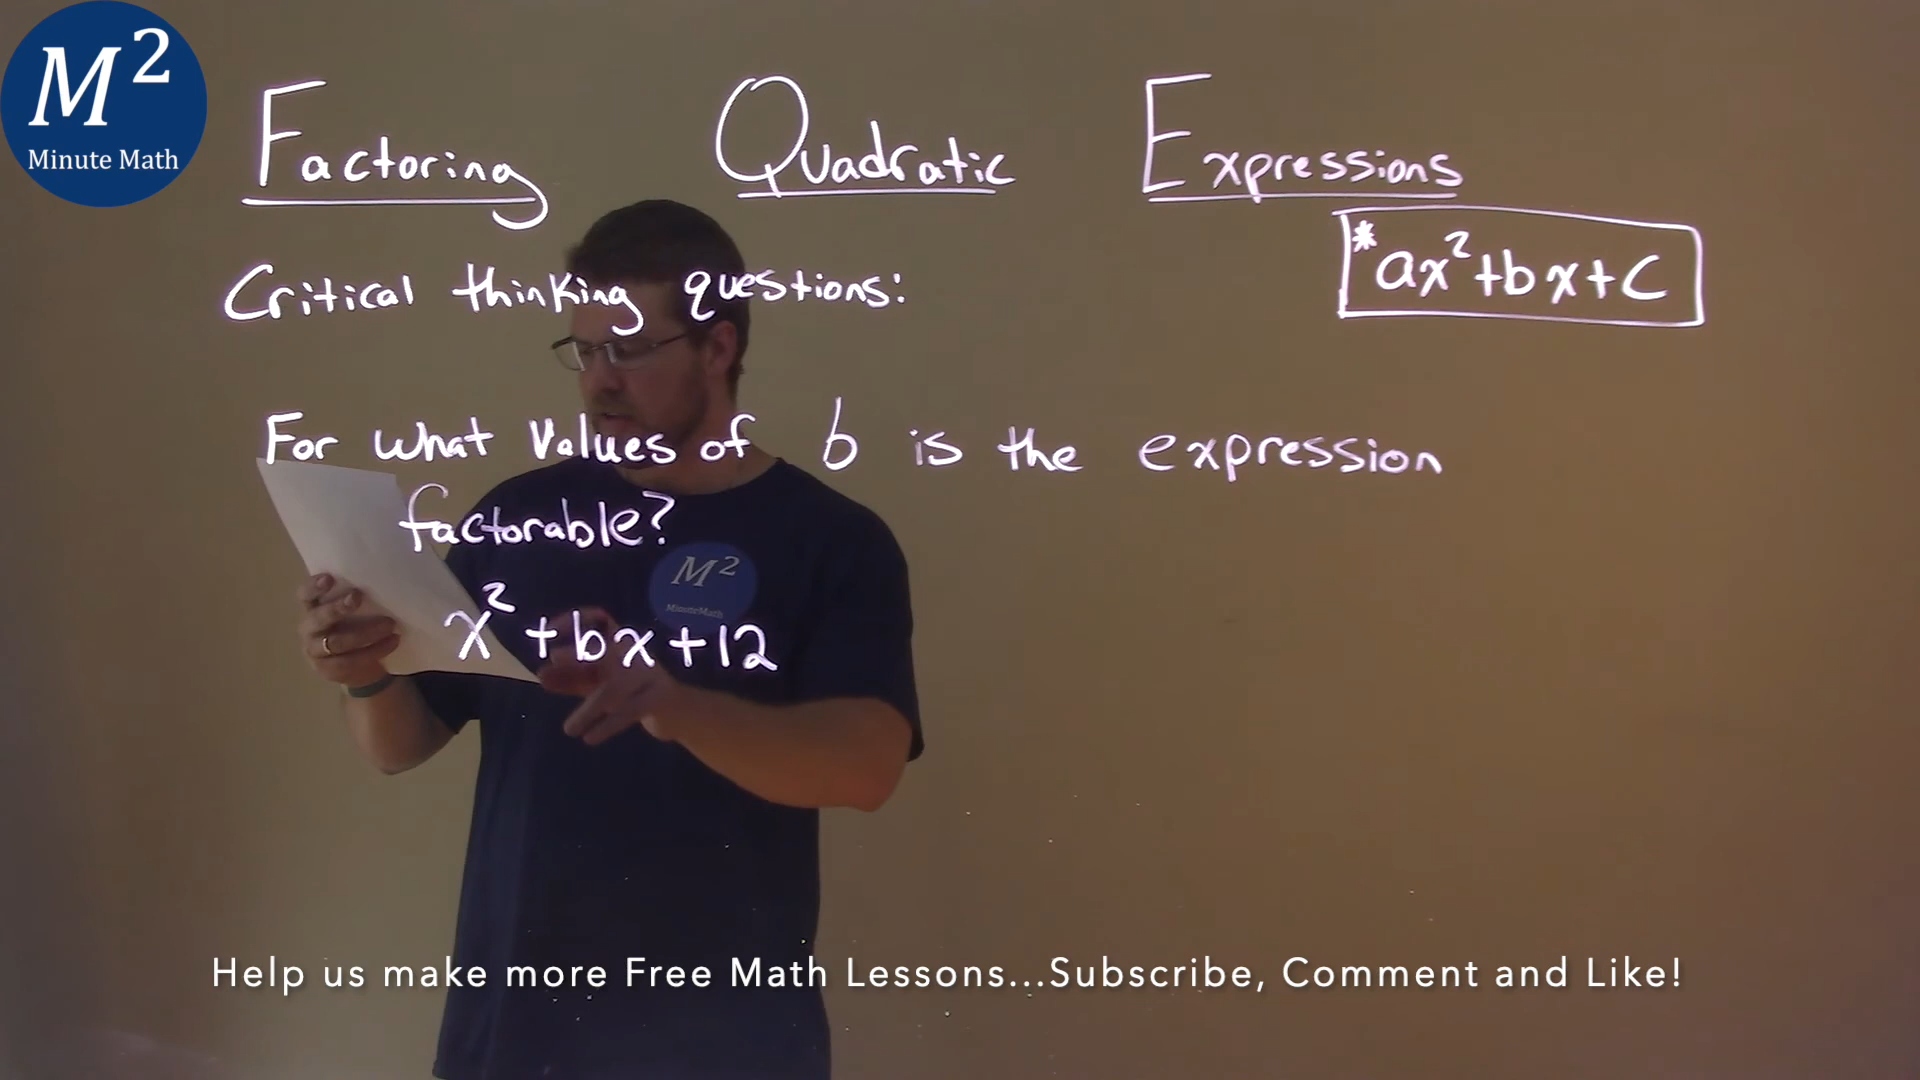 M²
Minute Math
Factoring Quadratic Expressions
*ax²+bx+c
Critical thinking questions:
For what values of b is the expression
factorable?
M²
MinuteMath
x²+bx+12
Help us make more Free Math Lessons...Subscribe, Comment and Like!